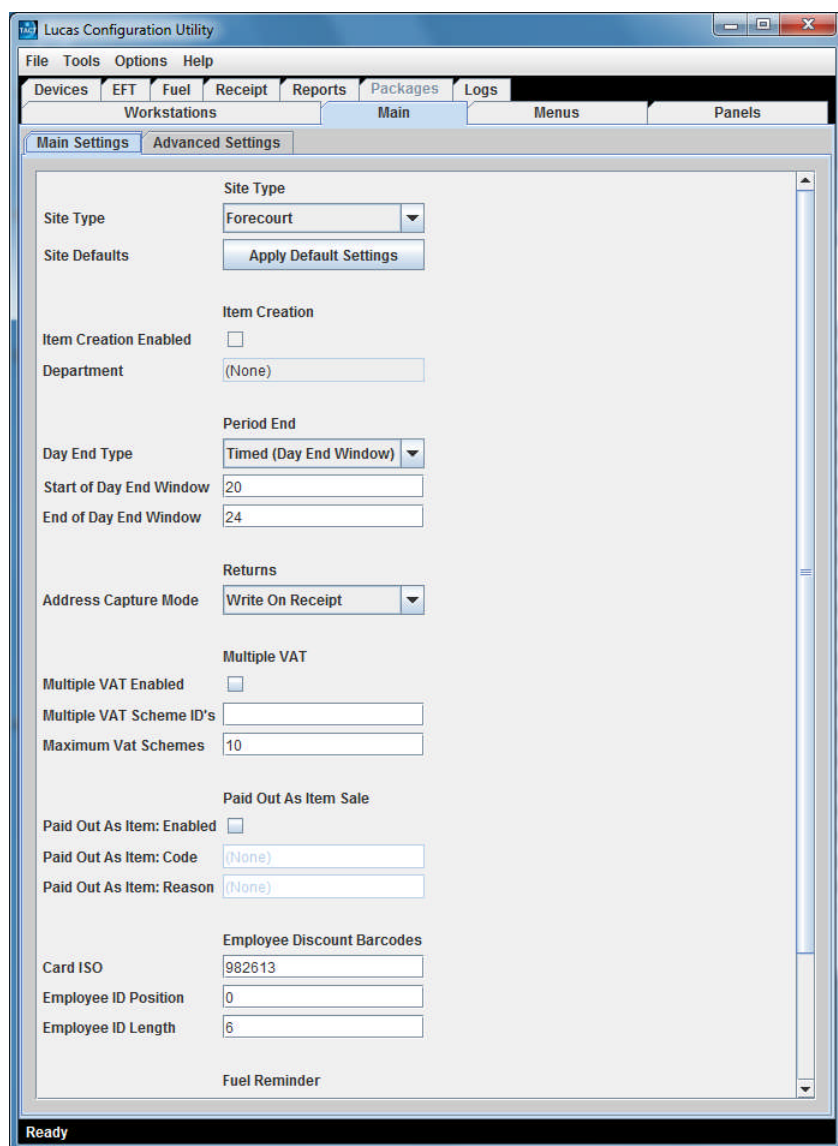 TACT Lucas Configuration Utility
File Tools Options Help
Devices EFT Fuel Receipt Reports Packages Logs
Workstations Main Menus Panels
Main Settings Advanced Settings
Site Type
Site Type Forecourt
Site Defaults Apply Default Settings
Item Creation
Item Creation Enabled
Department (None)
Period End
Day End Type Timed (Day End Window)
Start of Day End Window 20
End of Day End Window 24
Returns
Address Capture Mode Write On Receipt
Multiple VAT
Multiple VAT Enabled
Multiple VAT Scheme ID's
Maximum Vat Schemes 10
Paid Out As Item Sale
Paid Out As Item: Enabled
Paid Out As Item: Code (None)
Paid Out As Item: Reason (None)
Employee Discount Barcodes
Card ISO 982613
Employee ID Position 0
Employee ID Length 6
Fuel Reminder
Ready